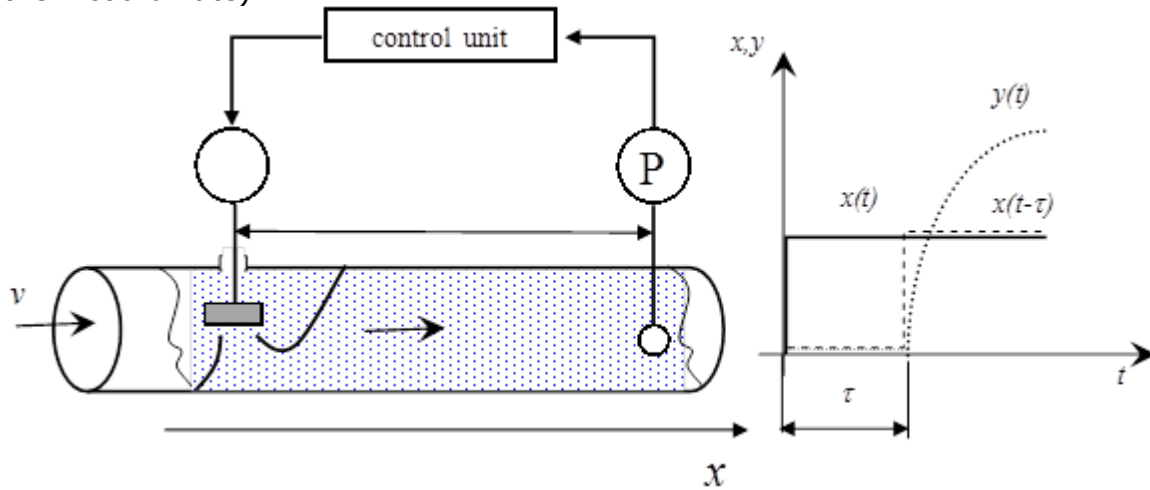 control unit
P
v
x
x,y
y(t)
x(t)
x(t-τ)
t
τ